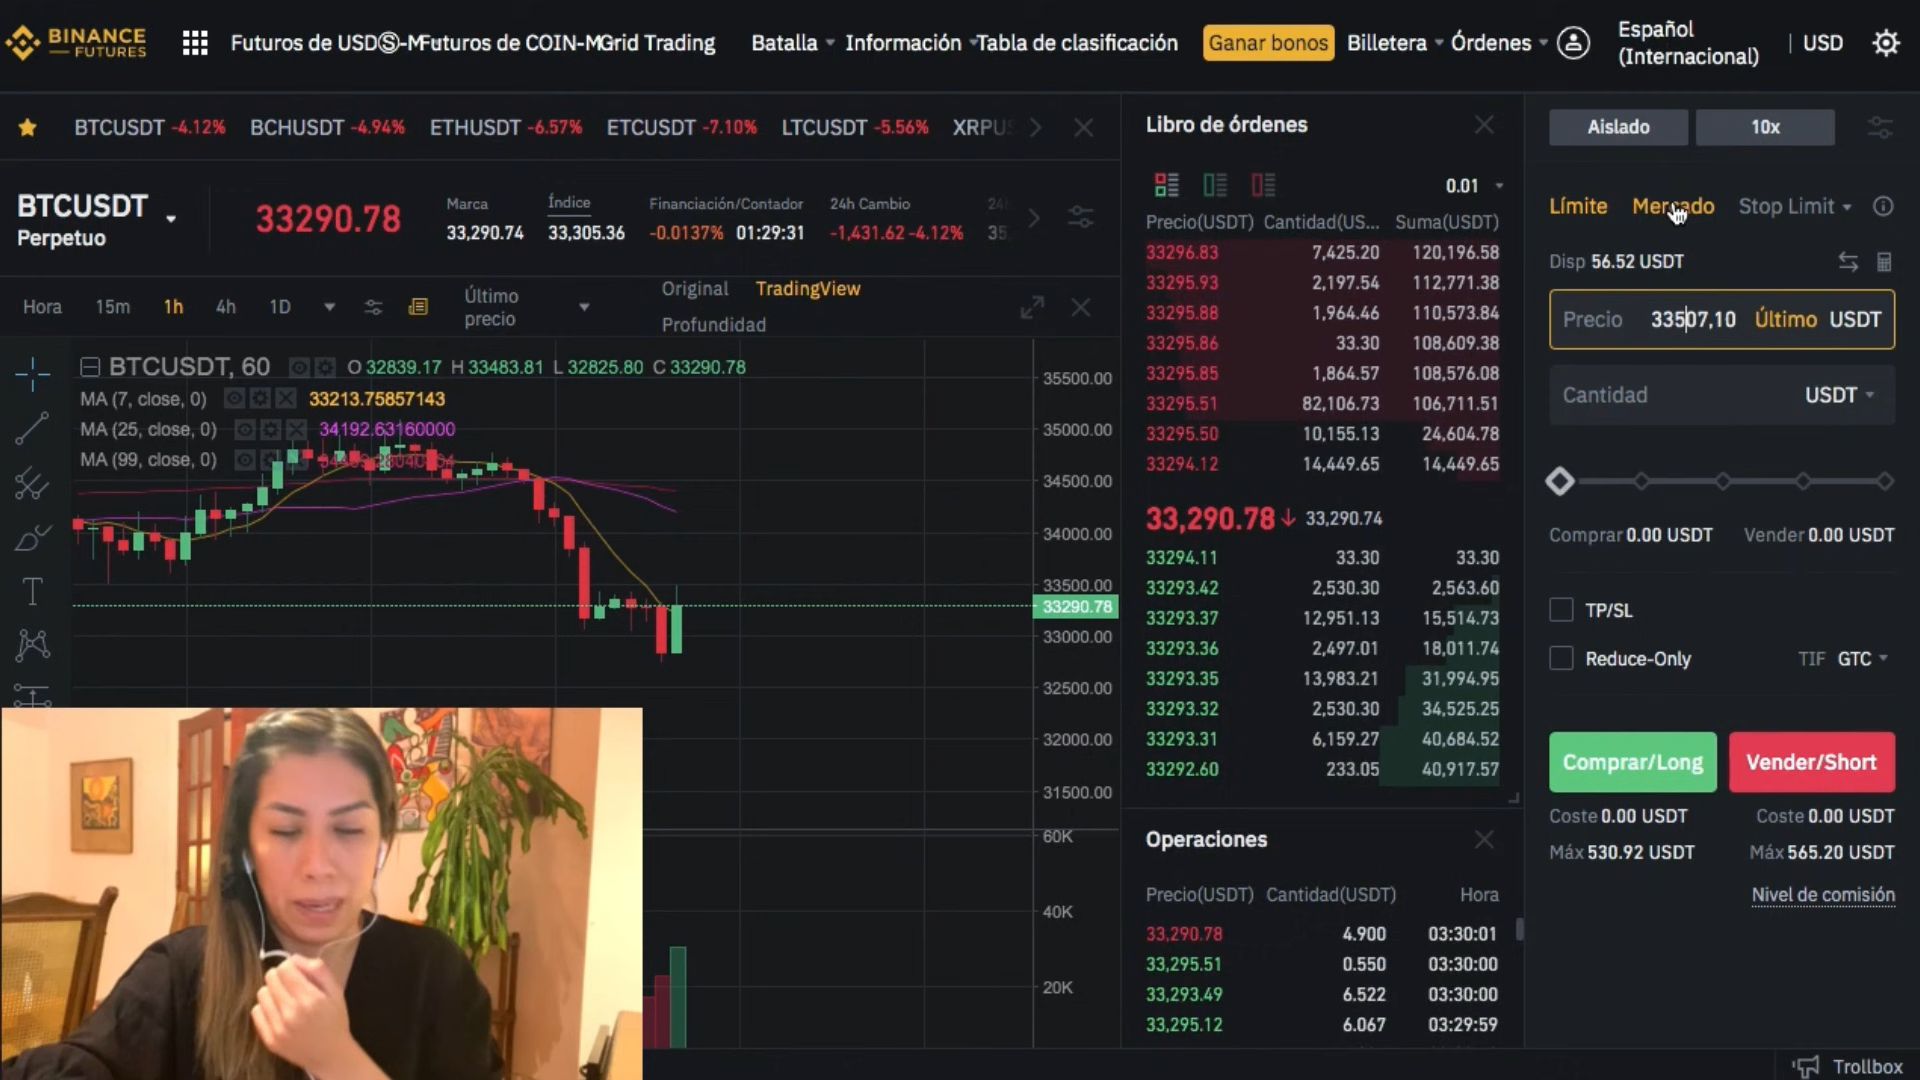 BINANCE
FUTURES
Futuros de USDⓈ-M
Futuros de COIN-M
Grid Trading
Batalla
Información
Tabla de clasificación
Ganar bonos
Billetera
Órdenes
Español
(Internacional)
USD
BTCUSDT -4.12%
BCHUSDT -4.94%
ETHUSDT -6.57%
ETCUSDT -7.10%
LTCUSDT -5.56%
XRPUS
BTCUSDT
Perpetuo
33290.78
Marca
33,290.74
Índice
33,305.36
Financiación/Contador
-0.0137% 01:29:31
24h Cambio
-1,431.62 -4.12%
24
35,
Hora 15m 1h 4h 1D
Último
precio
Original TradingView
Profundidad
BTCUSDT, 60 O 32839.17 H 33483.81 L 32825.80 C 33290.78
MA (7, close, 0) 33213.75857143
MA (25, close, 0) 34192.63160000
MA (99, close, 0)
35500.00
35000.00
34500.00
34000.00
33500.00
33290.78
33000.00
32500.00
32000.00
31500.00
60K
40K
20K
Libro de órdenes
0.01
Precio(USDT) Cantidad(US... Suma(USDT)
33296.83 7,425.20 120,196.58
33295.93 2,197.54 112,771.38
33295.88 1,964.46 110,573.84
33295.86 33.30 108,609.38
33295.85 1,864.57 108,576.08
33295.51 82,106.73 106,711.51
33295.50 10,155.13 24,604.78
33294.12 14,449.65 14,449.65
33,290.78 ↓ 33,290.74
33294.11 33.30 33.30
33293.42 2,530.30 2,563.60
33293.37 12,951.13 15,514.73
33293.36 2,497.01 18,011.74
33293.35 13,983.21 31,994.95
33293.32 2,530.30 34,525.25
33293.31 6,159.27 40,684.52
33292.60 233.05 40,917.57
Operaciones
Precio(USDT) Cantidad(USDT) Hora
33,290.78 4.900 03:30:01
33,295.51 0.550 03:30:00
33,293.49 6.522 03:30:00
33,295.12 6.067 03:29:59
Aislado 10x
Límite Mercado Stop Limit
Disp 56.52 USDT
Precio 33507,10 Último USDT
Cantidad USDT
Comprar 0.00 USDT Vender 0.00 USDT
TP/SL
Reduce-Only TIF GTC
Comprar/Long Vender/Short
Coste 0.00 USDT Coste 0.00 USDT
Máx 530.92 USDT Máx 565.20 USDT
Nivel de comisión
Trollbox